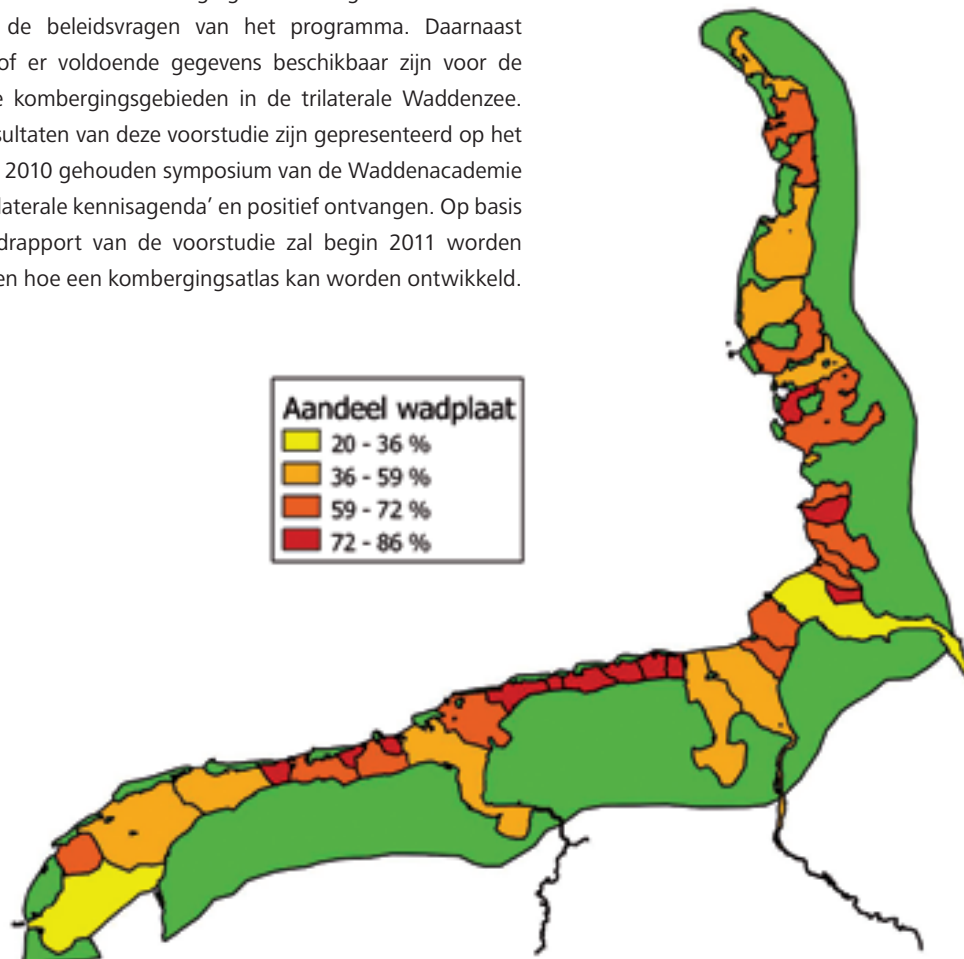 de beleidsvragen van het programma. Daarnaast
of er voldoende gegevens beschikbaar zijn voor de
kombergingsgebieden in de trilaterale Waddenzee.
sultaten van deze voorstudie zijn gepresenteerd op het
2010 gehouden symposium van de Waddenacademie
laterale kennisagenda’ en positief ontvangen. Op basis
drapport van de voorstudie zal begin 2011 worden
en hoe een kombergingsatlas kan worden ontwikkeld.
Aandeel wadplaat
20 - 36 %
36 - 59 %
59 - 72 %
72 - 86 %